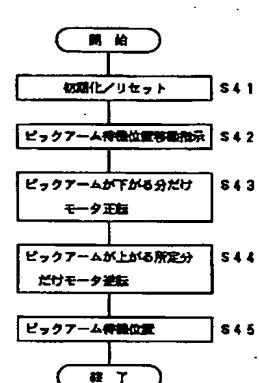 開始
初期化/リセット S41
ピックアーム待機位置移動指示 S42
ピックアームが下がる分だけ S43
モータ正転
ピックアームが上がる所定分 S44
だけモータ逆転
ピックアーム待機位置 S45
終了